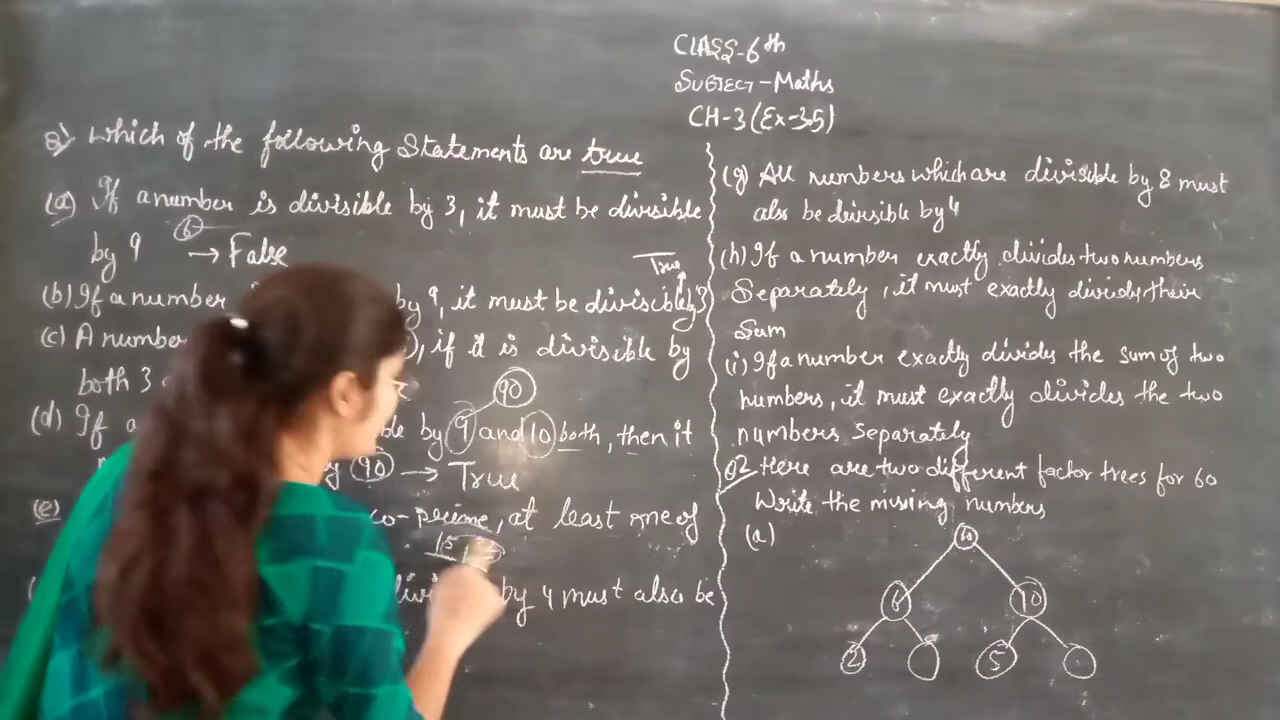 CLASS-6th
SUBJECT-Maths
CH-3 (Ex-3.5)
Q1 Which of the following Statements are true
(a) If a number is divisible by 3, it must be divisible
6
by 9 → False
True
(b) If a number by 9, it must be divisible by 3
(c) A number , if it is divisible by
both 3
90
(d) If by 9 and 10 both, then it
by 90 → True
(e) co-prime, at least one of
15
by 4 must also be
(g) All numbers which are divisible by 8 must
also be divisible by 4
(h) If a number exactly divides two numbers
Separately, it must exactly divide their
Sum
(i) If a number exactly divides the sum of two
numbers, it must exactly divides the two
numbers separately
Q2 Here are two different factor trees for 60
Write the missing numbers
(a)
60
6 10
2 5